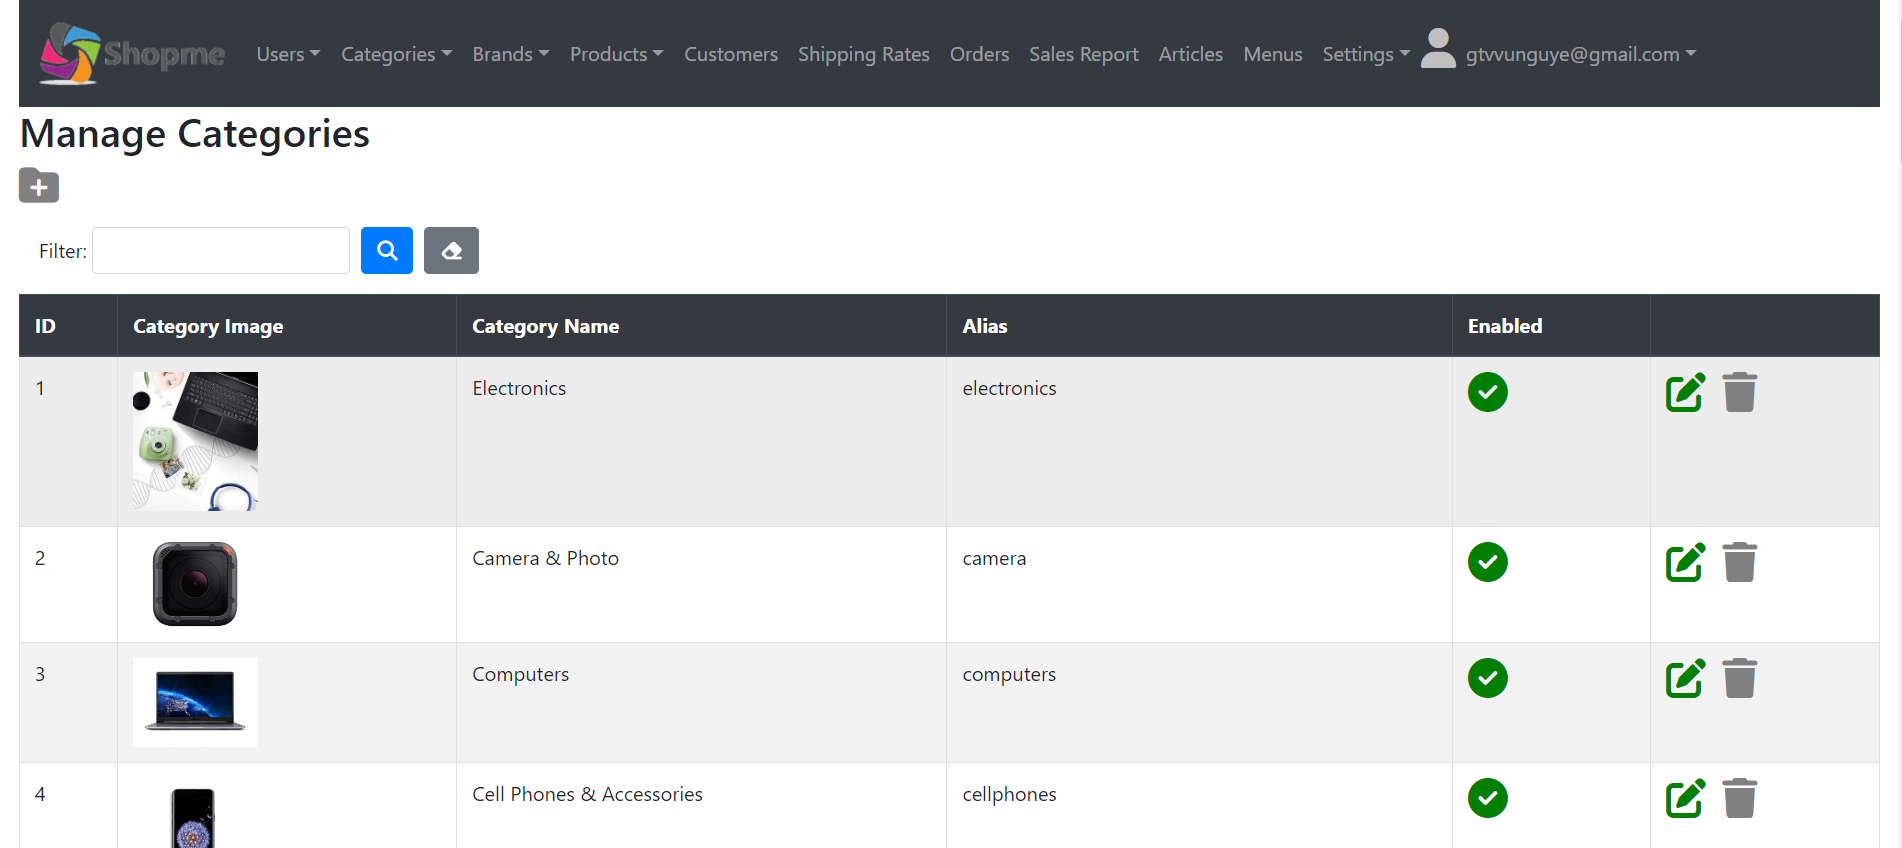 Shopme Users Categories Brands Products Customers Shipping Rates Orders Sales Report Articles Menus Settings gtvvunguye@gmail.com
Manage Categories
Filter:
ID Category Image Category Name Alias Enabled
1 Electronics electronics
2 Camera & Photo camera
3 Computers computers
4 Cell Phones & Accessories cellphones